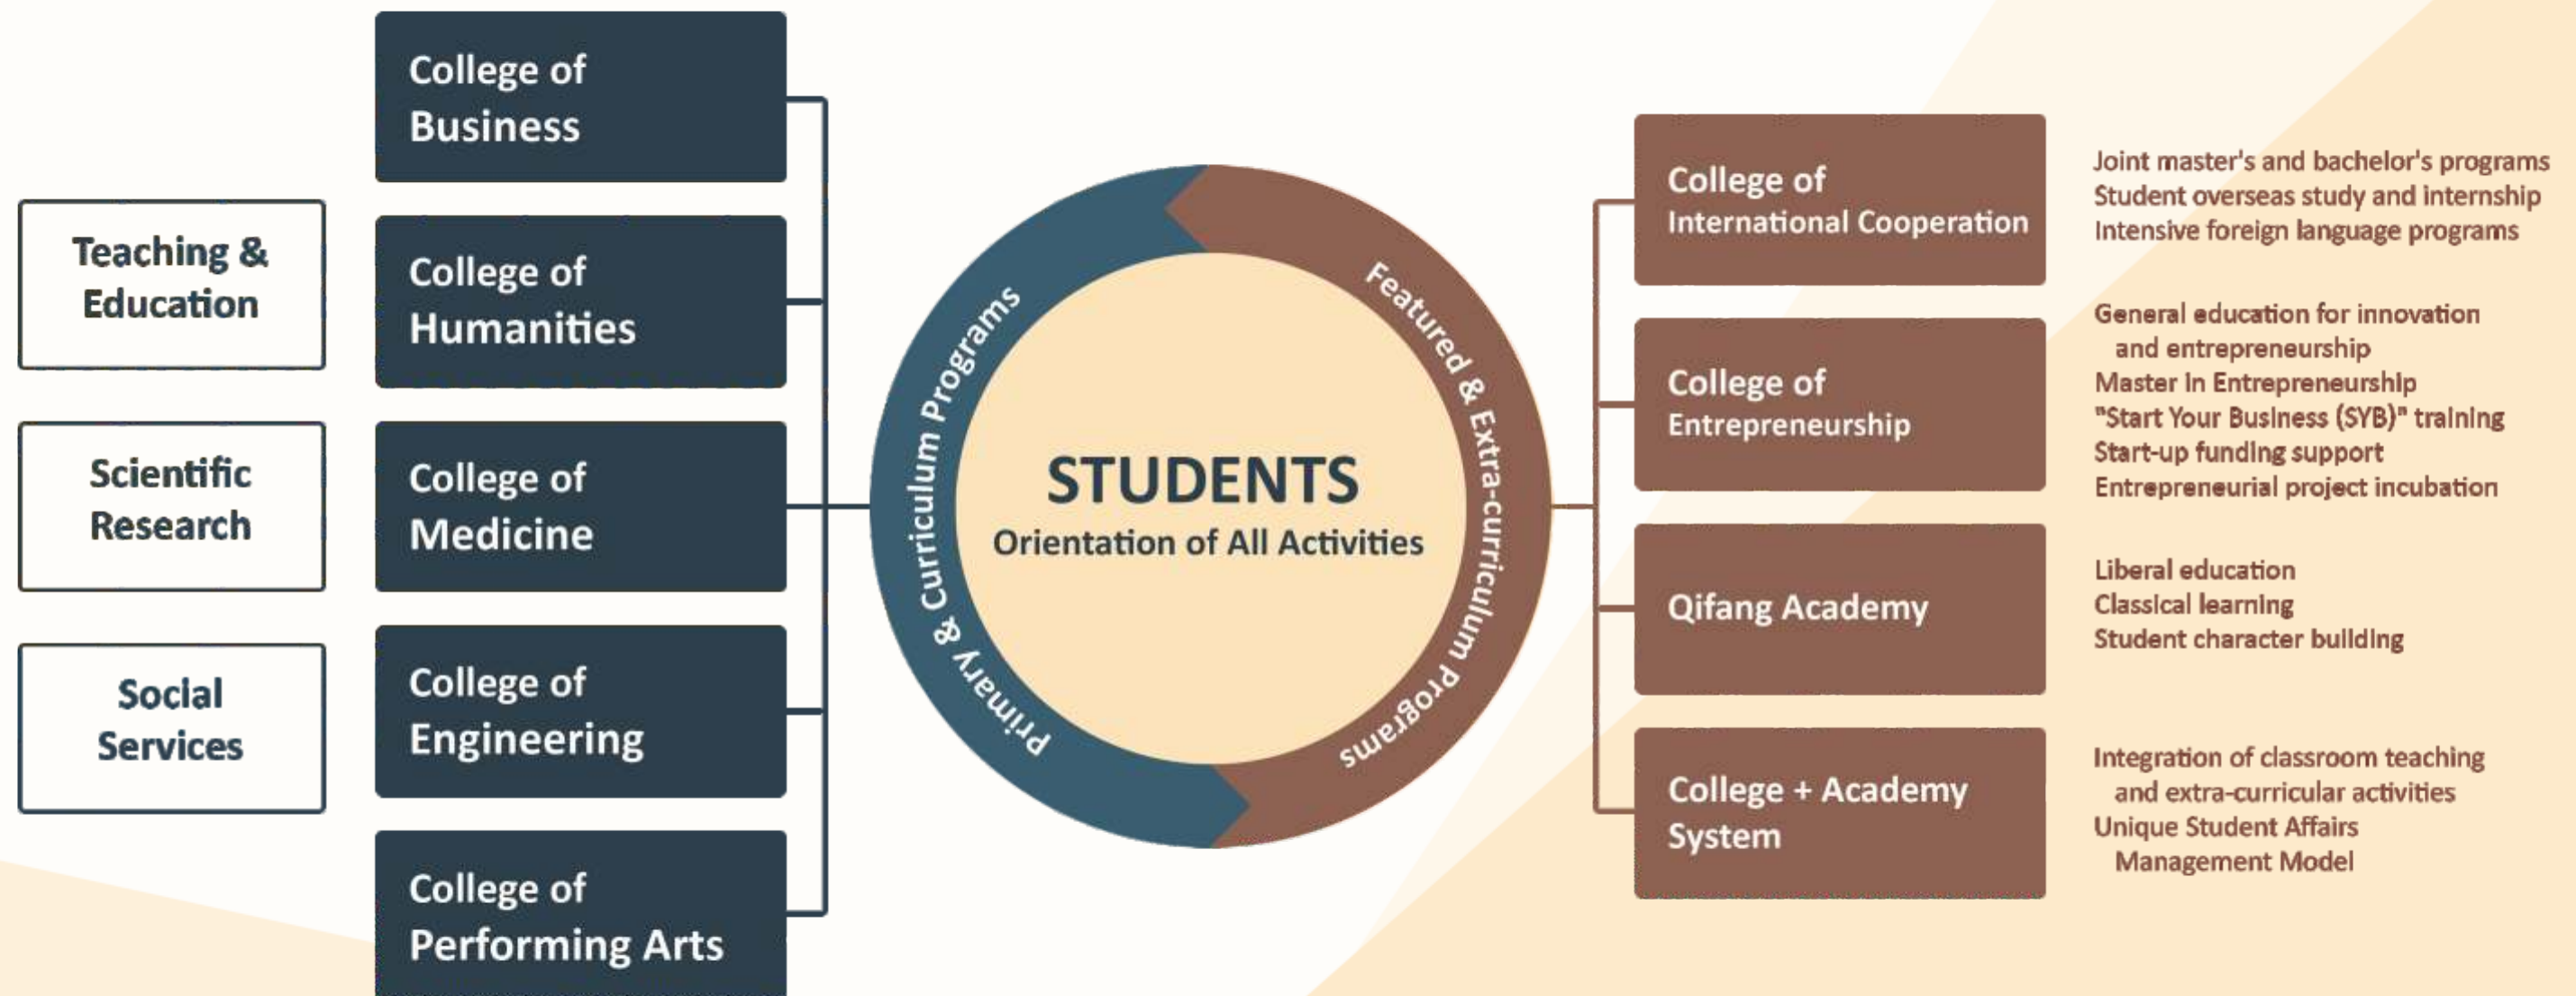 Teaching &
Education
Scientific
Research
Social
Services
College of
Business
College of
Humanities
College of
Medicine
College of
Engineering
College of
Performing Arts
Primary & Curriculum Programs
STUDENTS
Orientation of All Activities
Featured & Extra-curriculum Programs
College of
International Cooperation
Joint master's and bachelor's programs
Student overseas study and internship
Intensive foreign language programs
College of
Entrepreneurship
General education for innovation
and entrepreneurship
Master in Entrepreneurship
"Start Your Business (SYB)" training
Start-up funding support
Entrepreneurial project incubation
Qifang Academy
Liberal education
Classical learning
Student character building
College + Academy
System
Integration of classroom teaching
and extra-curricular activities
Unique Student Affairs
Management Model